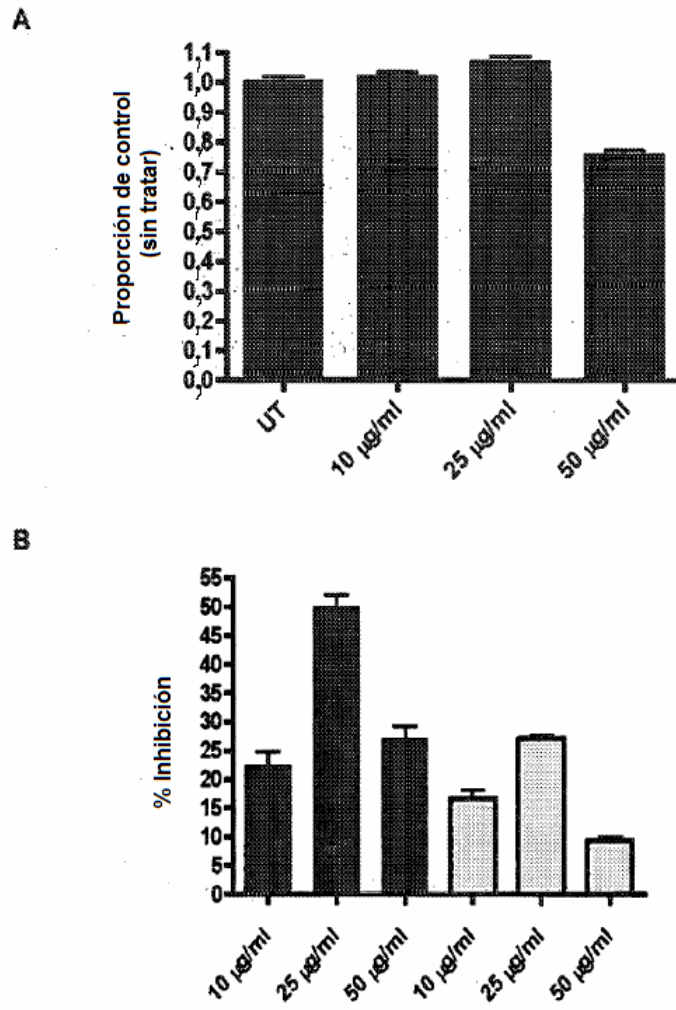 A
Proporción de control
(sin tratar)
1,1
1,0
0,9
0,8
0,7
0,6
0,5
0,4
0,3
0,2
0,1
0,0
UT
10 µg/ml
25 µg/ml
50 µg/ml
B
% Inhibición
55
50
45
40
35
30
25
20
15
10
5
0
10 µg/ml
25 µg/ml
50 µg/ml
10 µg/ml
25 µg/ml
50 µg/ml